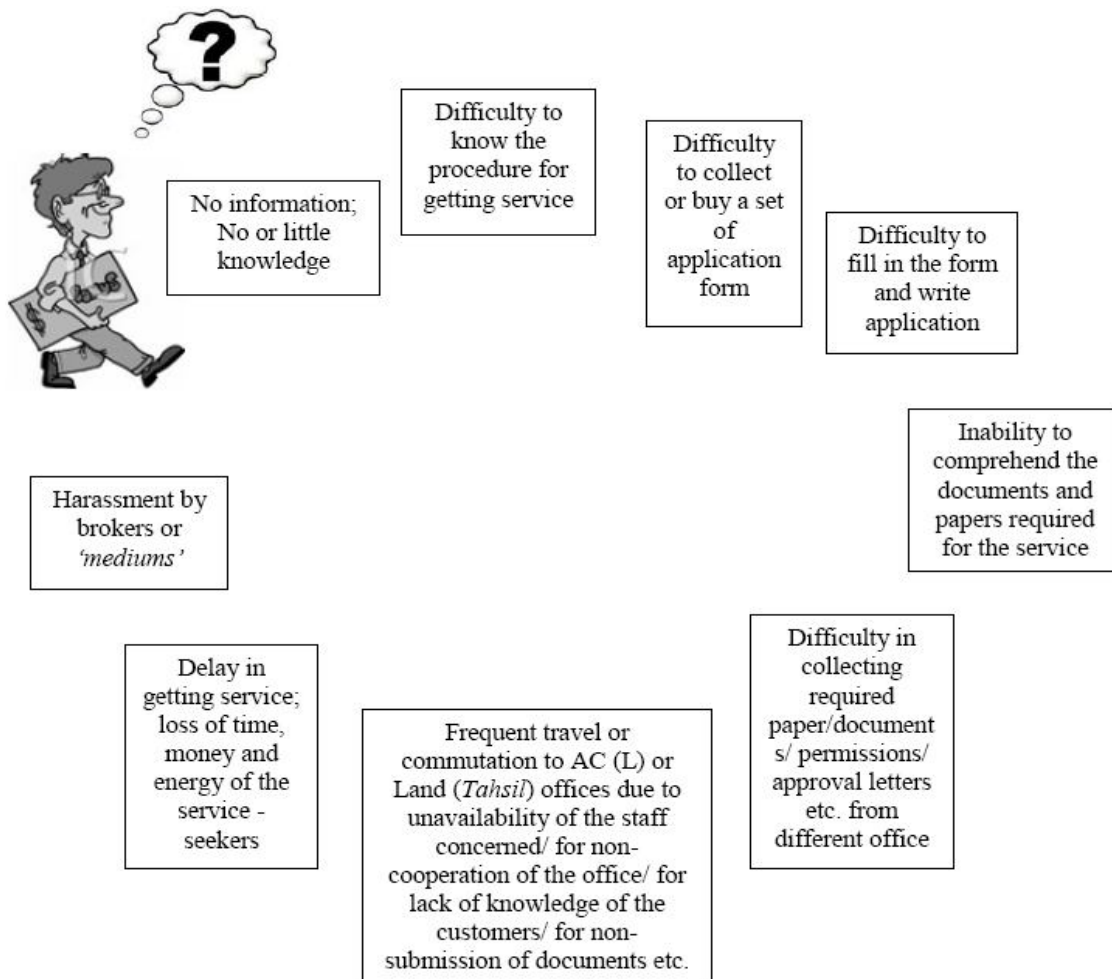 ?
No information;
No or little
knowledge
Difficulty to
know the
procedure for
getting service
Difficulty
to collect
or buy a set
of
application
form
Difficulty to
fill in the form
and write
application
Inability to
comprehend the
documents and
papers required
for the service
Difficulty in
collecting
required
paper/document
s/ permissions/
approval letters
etc. from
different office
Frequent travel or
commutation to AC (L) or
Land (Tahsil) offices due to
unavailability of the staff
concerned/ for non-
cooperation of the office/ for
lack of knowledge of the
customers/ for non-
submission of documents etc.
Delay in
getting service;
loss of time,
money and
energy of the
service -
seekers
Harassment by
brokers or
‘mediums’